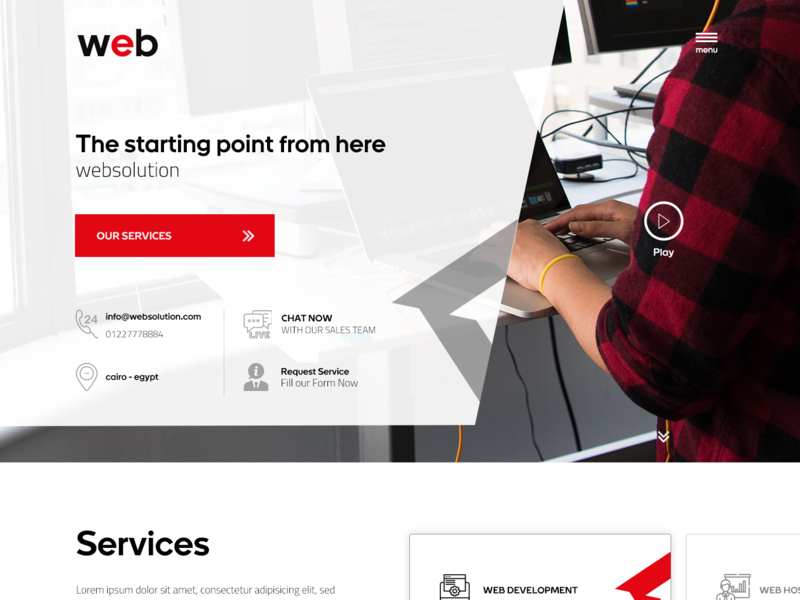 web
menu
The starting point from here
websolution
OUR SERVICES
Play
24
info@websolution.com
01227778884
LIVE
CHAT NOW
WITH OUR SALES TEAM
cairo - egypt
Request Service
Fill our Form Now
Services
Lorem ipsum dolor sit amet, consectetur adipisicing elit, sed
WEB DEVELOPMENT
WEB HOS